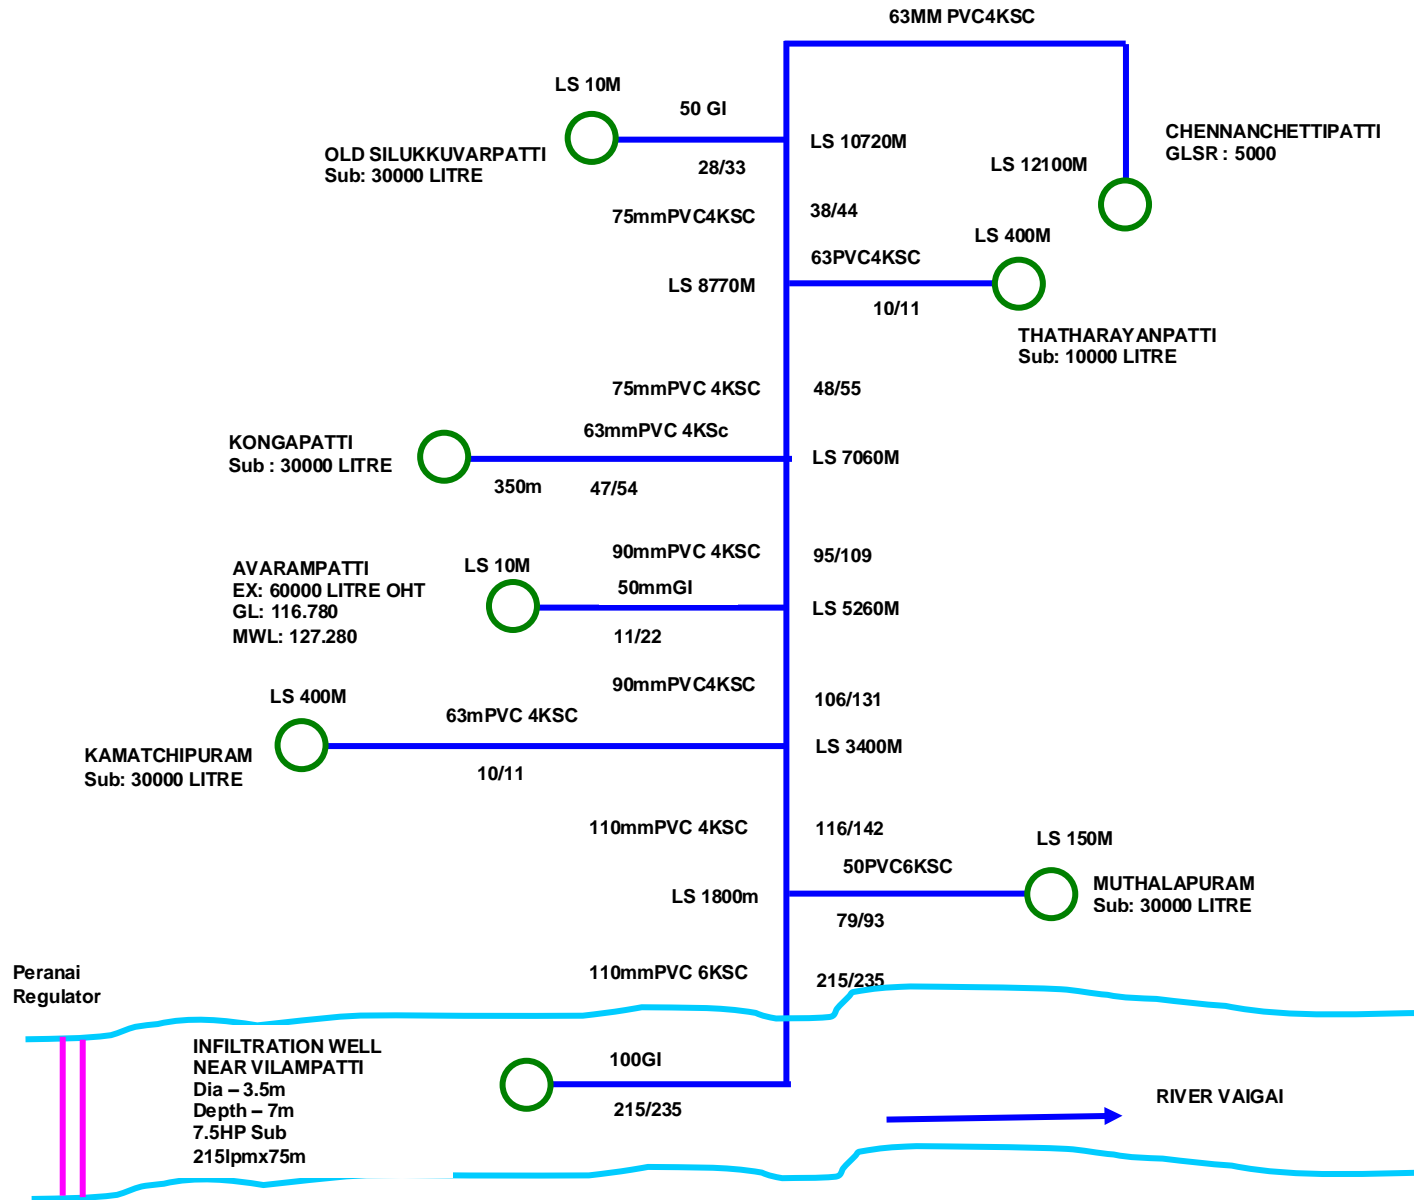 63MM PVC4KSC
LS 10M
50 GI
OLD SILUKKUVARPATTI
Sub: 30000 LITRE
28/33
LS 10720M
CHENNANCHETTIPATTI
GLSR : 5000
LS 12100M
75mmPVC4KSC
38/44
LS 400M
63PVC4KSC
LS 8770M
10/11
THATHARAYANPATTI
Sub: 10000 LITRE
75mmPVC 4KSC
48/55
63mmPVC 4KSc
KONGAPATTI
Sub : 30000 LITRE
LS 7060M
350m
47/54
90mmPVC 4KSC
95/109
AVARAMPATTI
EX: 60000 LITRE OHT
GL: 116.780
MWL: 127.280
LS 10M
50mmGI
LS 5260M
11/22
90mmPVC4KSC
106/131
LS 400M
63mPVC 4KSC
LS 3400M
KAMATCHIPURAM
Sub: 30000 LITRE
10/11
110mmPVC 4KSC
116/142
LS 150M
50PVC6KSC
LS 1800m
MUTHALAPURAM
Sub: 30000 LITRE
79/93
Peranai
Regulator
110mmPVC 6KSC
215/235
INFILTRATION WELL
NEAR VILAMPATTI
Dia – 3.5m
Depth – 7m
7.5HP Sub
215lpmx75m
100GI
215/235
RIVER VAIGAI